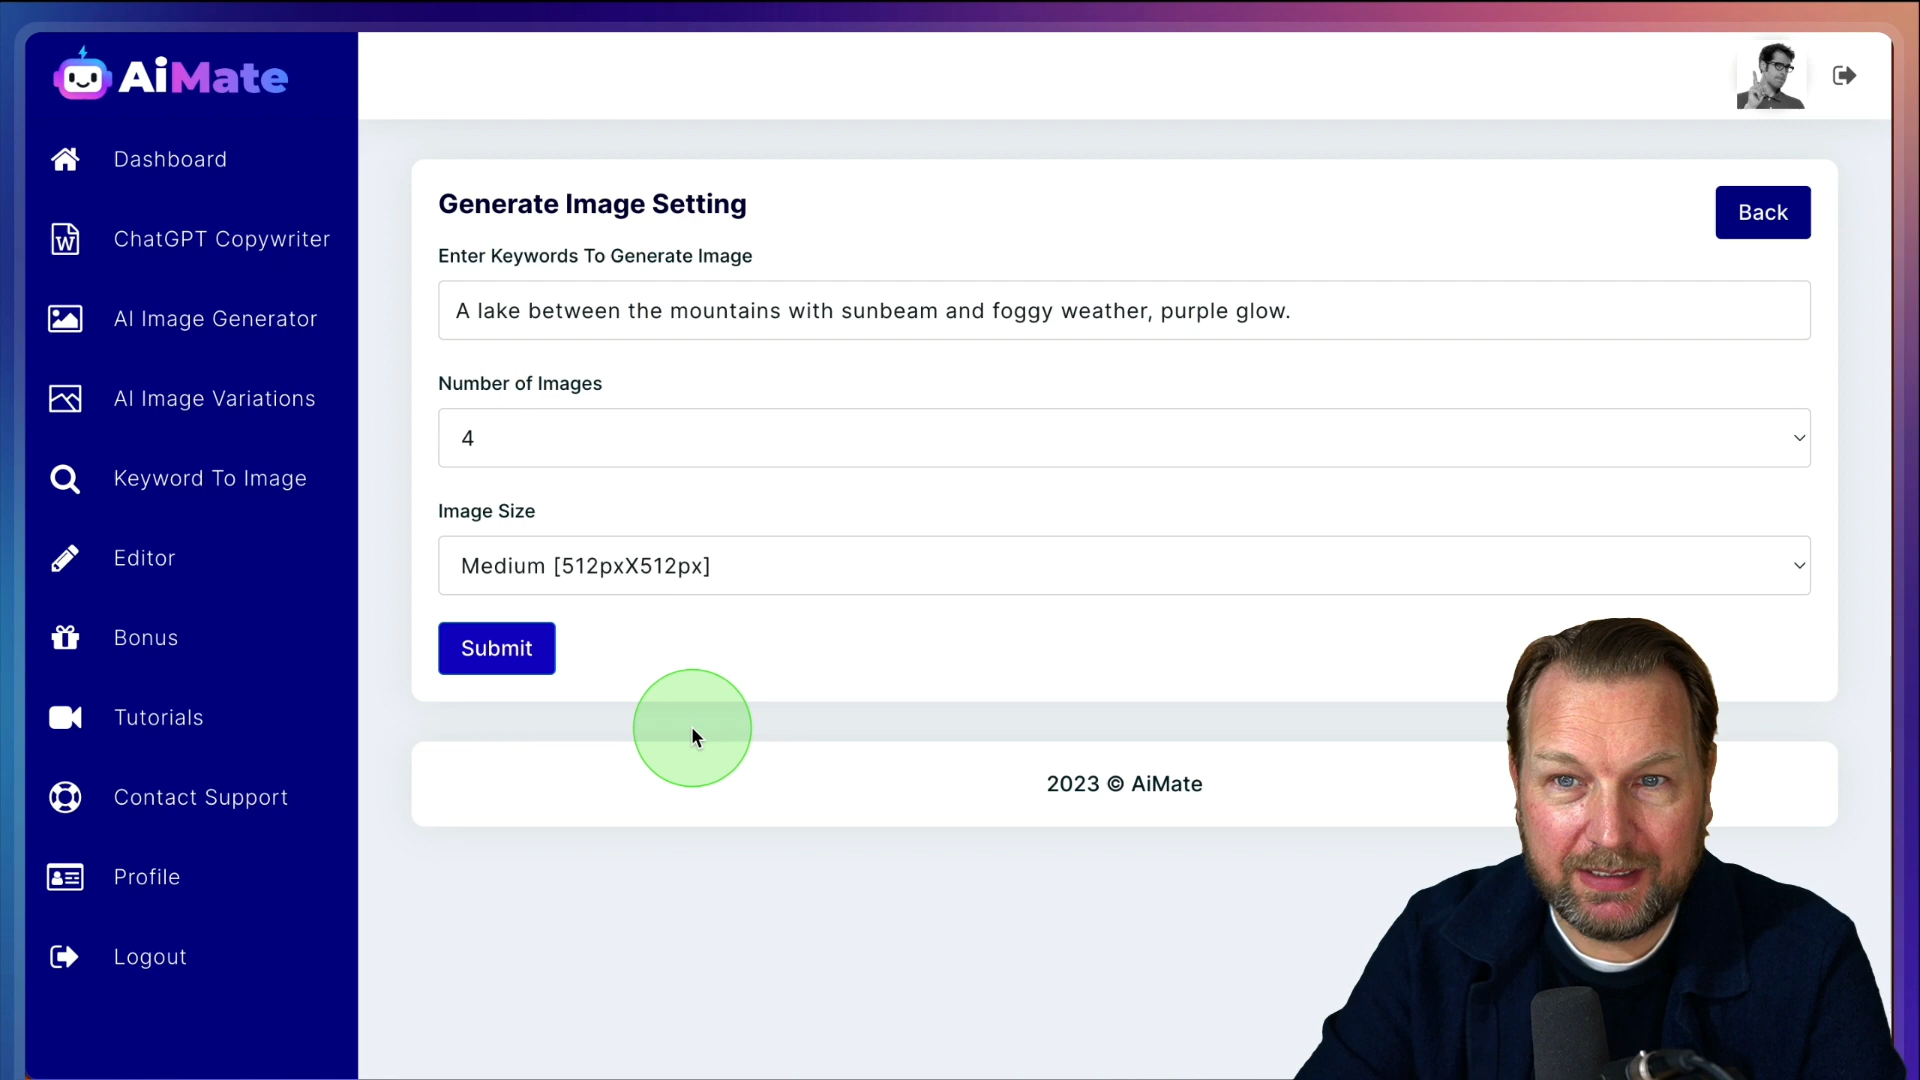 AiMate
Dashboard
ChatGPT Copywriter
AI Image Generator
AI Image Variations
Keyword To Image
Editor
Bonus
Tutorials
Contact Support
Profile
Logout
Generate Image Setting
Back
Enter Keywords To Generate Image
A lake between the mountains with sunbeam and foggy weather, purple glow.
Number of Images
4
Image Size
Medium [512pxX512px]
Submit
2023 © AiMate